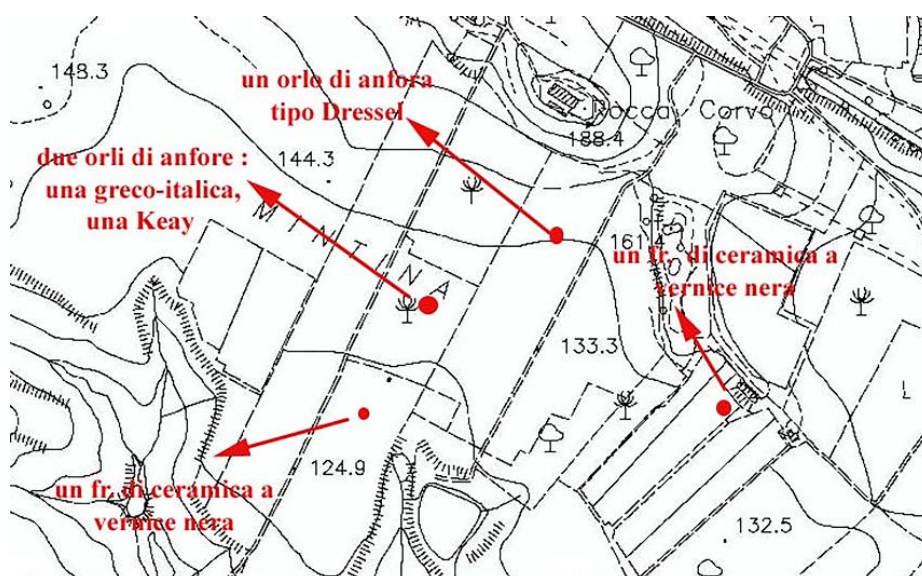 148.3
un orlo di anfora
tipo Dressel
Rocca Corvo
188.4
due orli di anfore :
una greco-italica,
una Keay
144.3
MINTINA
161.4
un fr. di ceramica a
vernice nera
133.3
124.9
un fr. di ceramica a
vernice nera
132.5
L